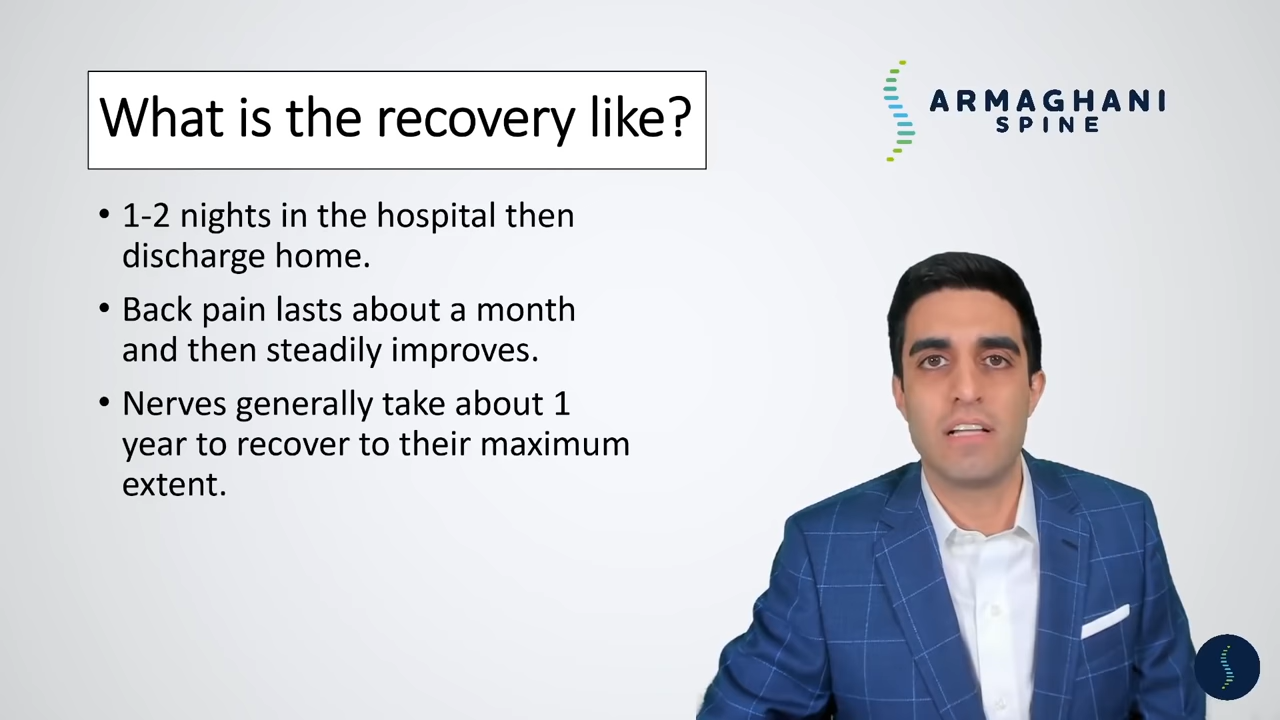 What is the recovery like?
ARMAGHANI
SPINE
• 1-2 nights in the hospital then
discharge home.
• Back pain lasts about a month
and then steadily improves.
• Nerves generally take about 1
year to recover to their maximum
extent.